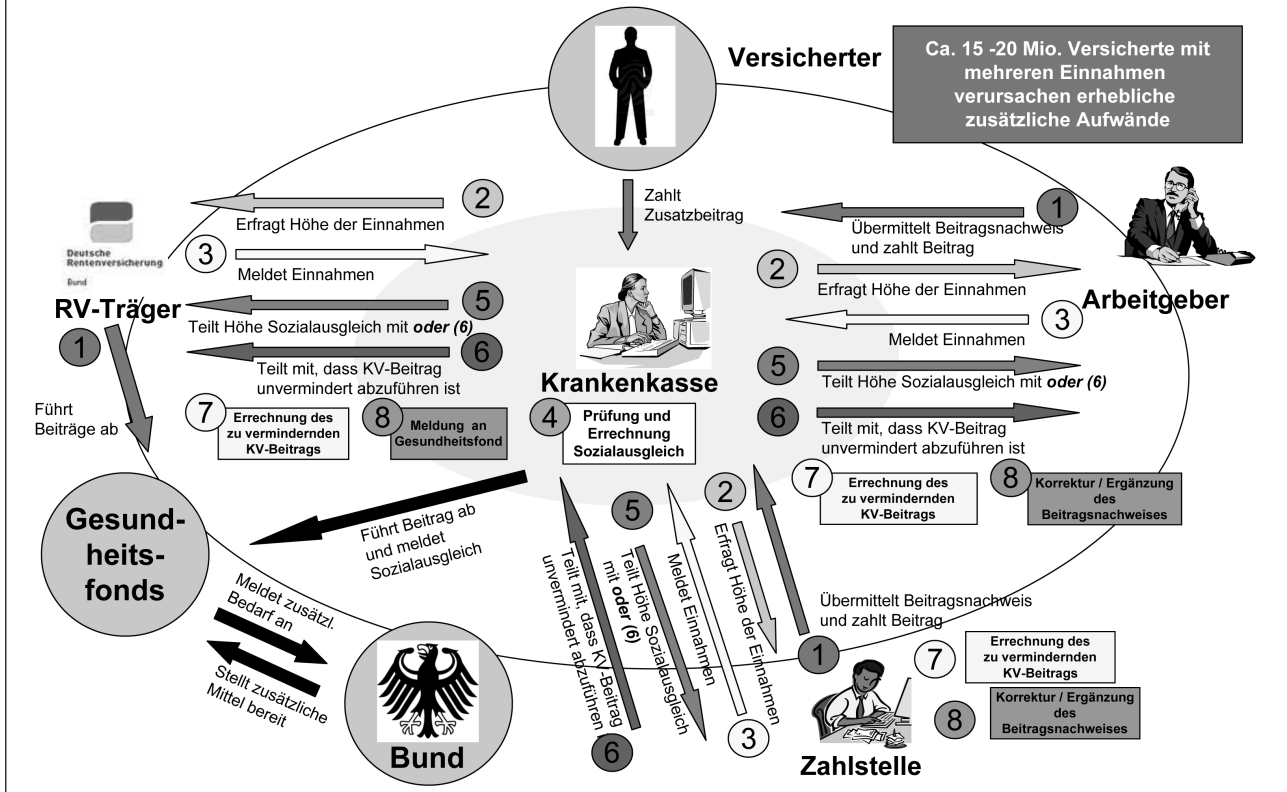 Versicherter
Ca. 15 -20 Mio. Versicherte mit
mehreren Einnahmen
verursachen erhebliche
zusätzliche Aufwände
Zahlt
Zusatzbeitrag
Deutsche
Rentenversicherung
Bund
RV-Träger
2
Erfragt Höhe der Einnahmen
3
Meldet Einnahmen
5
Teilt Höhe Sozialausgleich mit oder (6)
6
Teilt mit, dass KV-Beitrag
unvermindert abzuführen ist
1
Führt
Beiträge ab
7
Errechnung des
zu vermindernden
KV-Beitrags
8
Meldung an
Gesundheitsfond
Krankenkasse
4
Prüfung und
Errechnung
Sozialausgleich
1
Übermittelt Beitragsnachweis
und zahlt Beitrag
2
Erfragt Höhe der Einnahmen
Arbeitgeber
3
Meldet Einnahmen
5
Teilt Höhe Sozialausgleich mit oder (6)
6
Teilt mit, dass KV-Beitrag
unvermindert abzuführen ist
7
Errechnung des
zu vermindernden
KV-Beitrags
8
Korrektur / Ergänzung
des
Beitragsnachweises
Gesund-
heits-
fonds
Führt Beitrag ab
und meldet
Sozialausgleich
Meldet zusätzl.
Bedarf an
Stellt zusätzliche
Mittel bereit
Bund
Teilt mit, dass KV-Beitrag
unvermindert abzuführen
6
5
Teilt Höhe Sozialausgleich
mit oder (6)
Meldet Einnahmen
3
2
Erfragt Höhe der Einnahmen
Übermittelt Beitragsnachweis
und zahlt Beitrag
1
Zahlstelle
7
Errechnung des
zu vermindernden
KV-Beitrags
8
Korrektur / Ergänzung
des
Beitragsnachweises